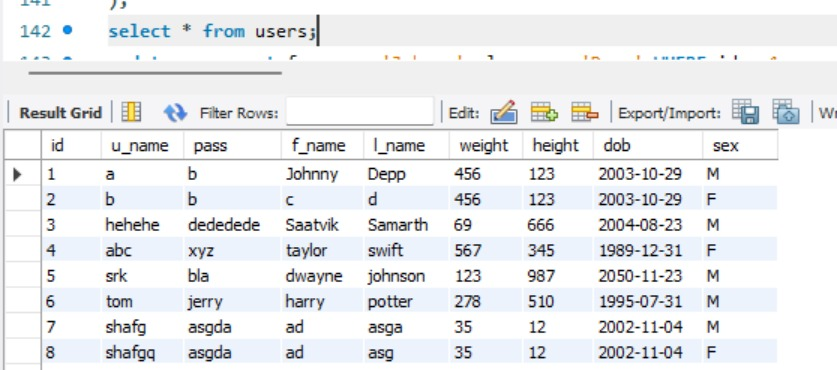 142 select * from users;
Result Grid Filter Rows: Edit: Export/Import:
id u_name pass f_name l_name weight height dob sex
1 a b Johnny Depp 456 123 2003-10-29 M
2 b b c d 456 123 2003-10-29 F
3 hehehe dededede Saatvik Samarth 69 666 2004-08-23 M
4 abc xyz taylor swift 567 345 1989-12-31 F
5 srk bla dwayne johnson 123 987 2050-11-23 M
6 tom jerry harry potter 278 510 1995-07-31 M
7 shafg asgda ad asga 35 12 2002-11-04 M
8 shafgq asgda ad asg 35 12 2002-11-04 F